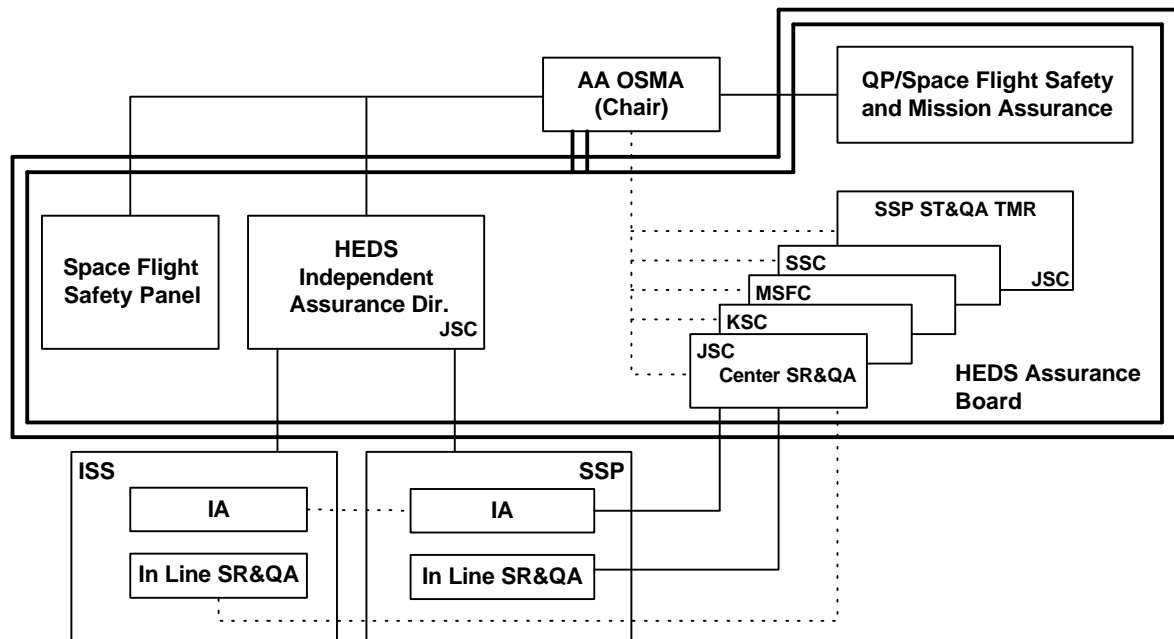 AA OSMA
(Chair)
QP/Space Flight Safety
and Mission Assurance
Space Flight
Safety Panel
HEDS
Independent
Assurance Dir.
JSC
SSP ST&QA TMR
JSC
SSC
MSFC
KSC
JSC
Center SR&QA
HEDS Assurance
Board
ISS
IA
In Line SR&QA
SSP
IA
In Line SR&QA